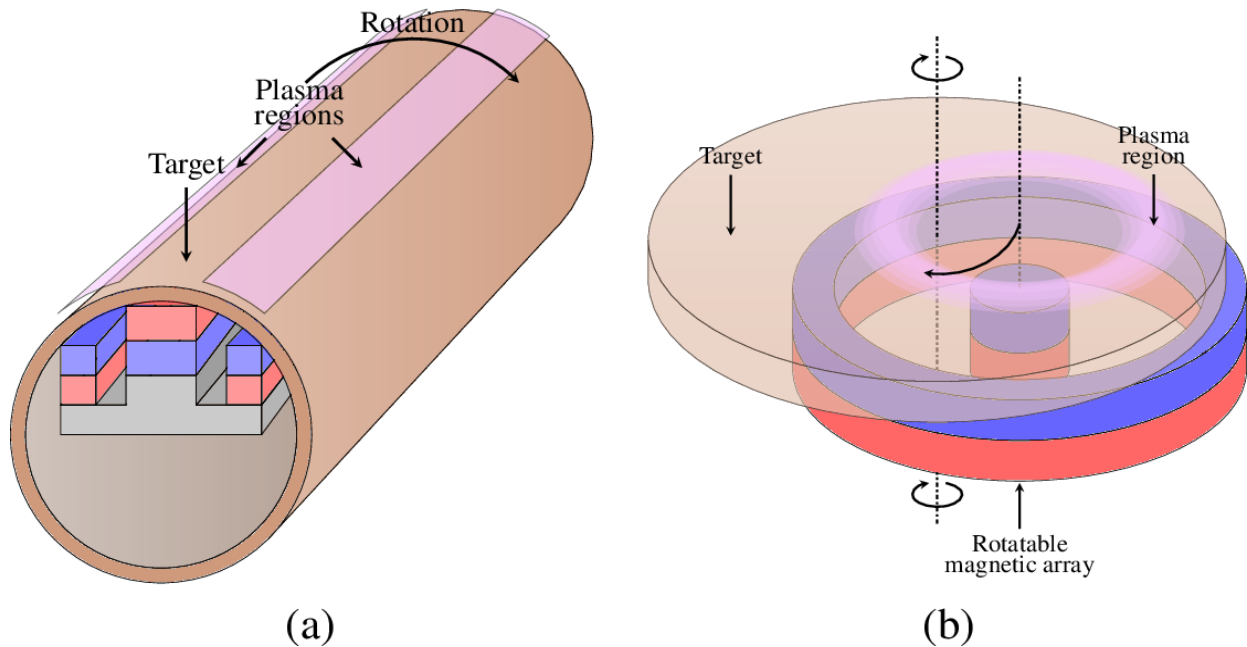 Rotation
Plasma
regions
Target
(a)
Target
Plasma
region
Rotatable
magnetic array
(b)